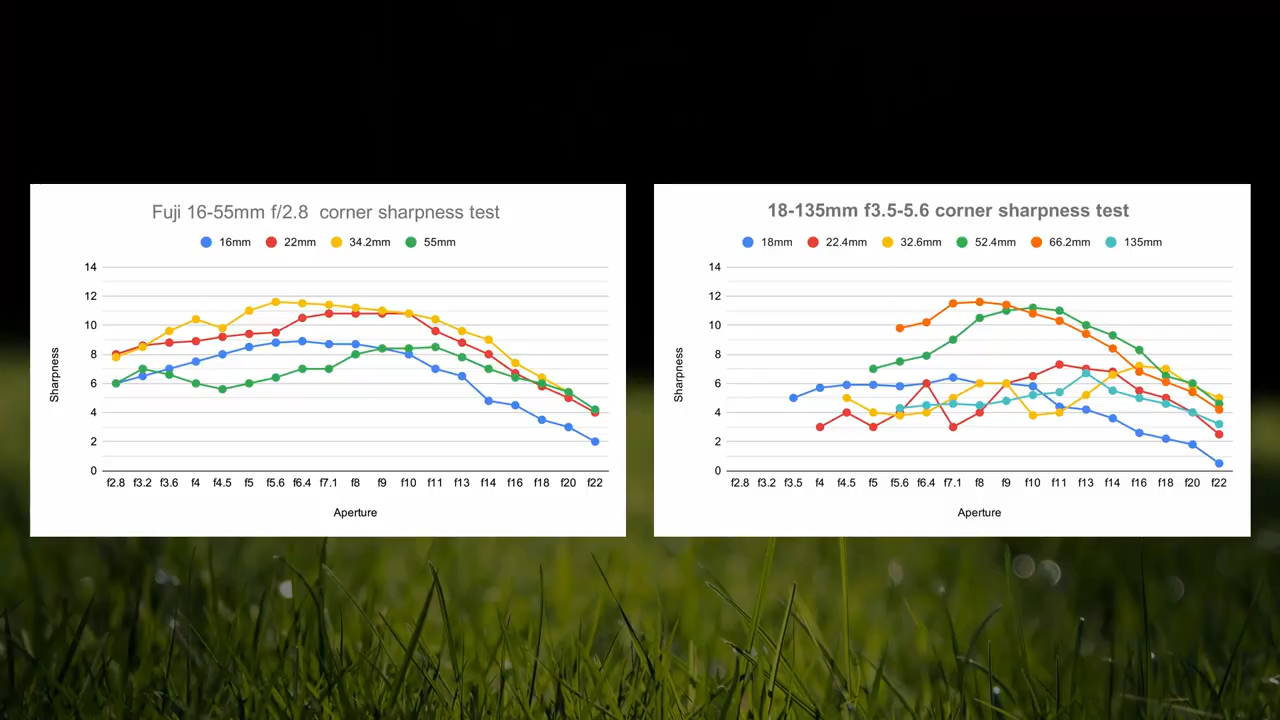 Fuji 16-55mm f/2.8 corner sharpness test
16mm 22mm 34.2mm 55mm
14
12
10
8
6
4
2
0
Sharpness
f2.8 f3.2 f3.6 f4 f4.5 f5 f5.6 f6.4 f7.1 f8 f9 f10 f11 f13 f14 f16 f18 f20 f22
Aperture
18-135mm f3.5-5.6 corner sharpness test
18mm 22.4mm 32.6mm 52.4mm 66.2mm 135mm
14
12
10
8
6
4
2
0
Sharpness
f2.8 f3.2 f3.5 f4 f4.5 f5 f5.6 f6.4 f7.1 f8 f9 f10 f11 f13 f14 f16 f18 f20 f22
Aperture